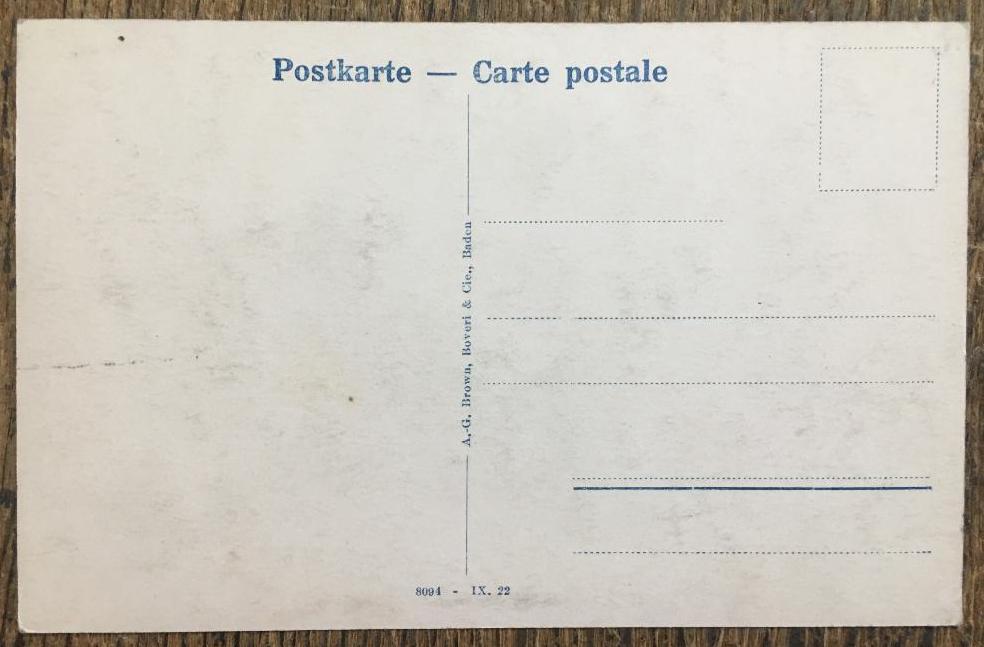 Postkarte — Carte postale
A.-G. Brown, Boveri & Cie., Baden
8094 - IX. 22